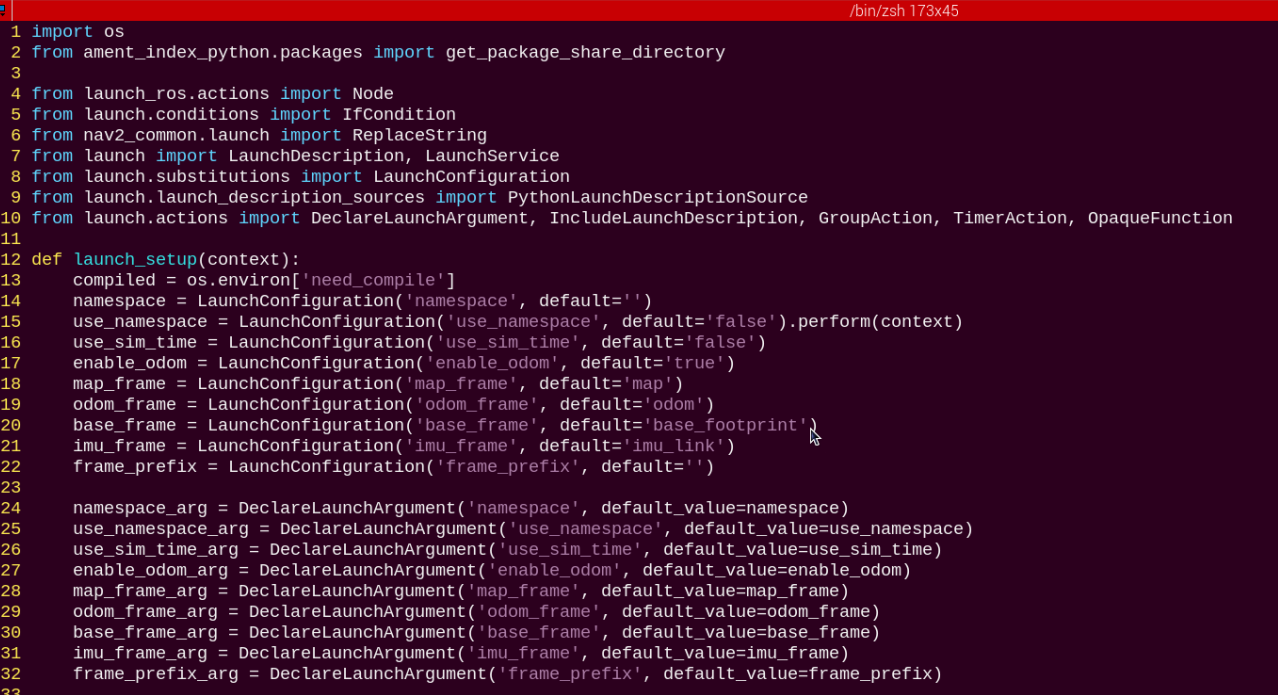 /bin/zsh 173x45
1 import os
2 from ament_index_python.packages import get_package_share_directory
3
4 from launch_ros.actions import Node
5 from launch.conditions import IfCondition
6 from nav2_common.launch import ReplaceString
7 from launch import LaunchDescription, LaunchService
8 from launch.substitutions import LaunchConfiguration
9 from launch.launch_description_sources import PythonLaunchDescriptionSource
10 from launch.actions import DeclareLaunchArgument, IncludeLaunchDescription, GroupAction, TimerAction, OpaqueFunction
11
12 def launch_setup(context):
13     compiled = os.environ['need_compile']
14     namespace = LaunchConfiguration('namespace', default='')
15     use_namespace = LaunchConfiguration('use_namespace', default='false').perform(context)
16     use_sim_time = LaunchConfiguration('use_sim_time', default='false')
17     enable_odom = LaunchConfiguration('enable_odom', default='true')
18     map_frame = LaunchConfiguration('map_frame', default='map')
19     odom_frame = LaunchConfiguration('odom_frame', default='odom')
20     base_frame = LaunchConfiguration('base_frame', default='base_footprint')
21     imu_frame = LaunchConfiguration('imu_frame', default='imu_link')
22     frame_prefix = LaunchConfiguration('frame_prefix', default='')
23
24     namespace_arg = DeclareLaunchArgument('namespace', default_value=namespace)
25     use_namespace_arg = DeclareLaunchArgument('use_namespace', default_value=use_namespace)
26     use_sim_time_arg = DeclareLaunchArgument('use_sim_time', default_value=use_sim_time)
27     enable_odom_arg = DeclareLaunchArgument('enable_odom', default_value=enable_odom)
28     map_frame_arg = DeclareLaunchArgument('map_frame', default_value=map_frame)
29     odom_frame_arg = DeclareLaunchArgument('odom_frame', default_value=odom_frame)
30     base_frame_arg = DeclareLaunchArgument('base_frame', default_value=base_frame)
31     imu_frame_arg = DeclareLaunchArgument('imu_frame', default_value=imu_frame)
32     frame_prefix_arg = DeclareLaunchArgument('frame_prefix', default_value=frame_prefix)
33